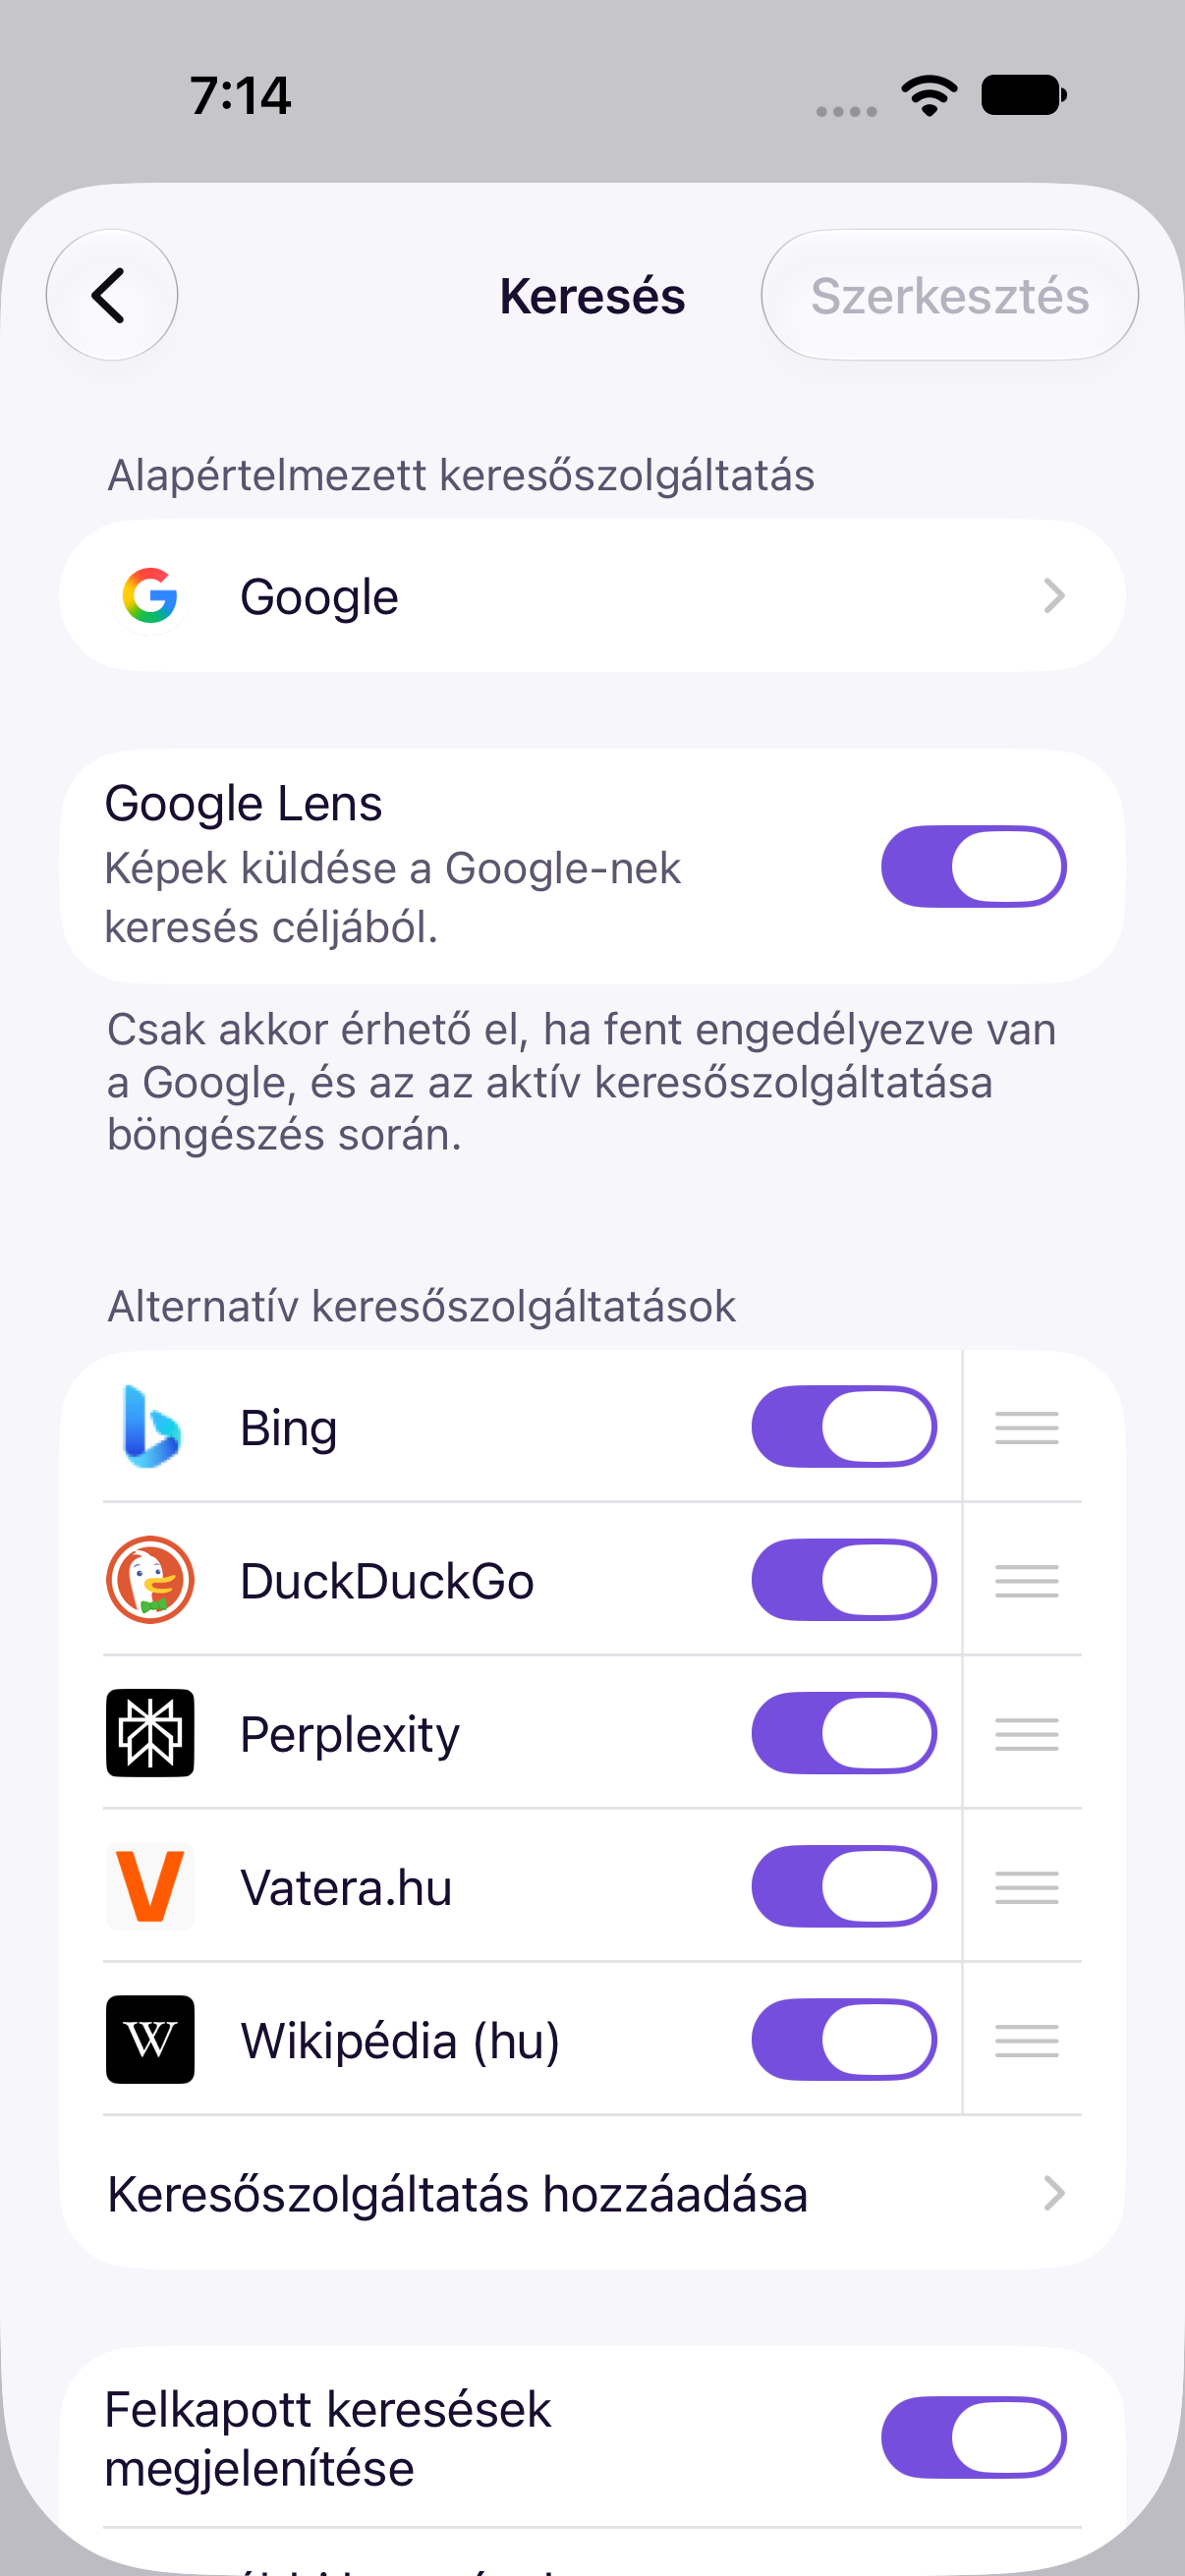 7:14
Keresés
Szerkesztés
Alapértelmezett keresőszolgáltatás
Google
Google Lens
Képek küldése a Google-nek
keresés céljából.
Csak akkor érhető el, ha fent engedélyezve van
a Google, és az az aktív keresőszolgáltatása
böngészés során.
Alternatív keresőszolgáltatások
Bing
DuckDuckGo
Perplexity
Vatera.hu
Wikipédia (hu)
Keresőszolgáltatás hozzáadása
Felkapott keresések
megjelenítése